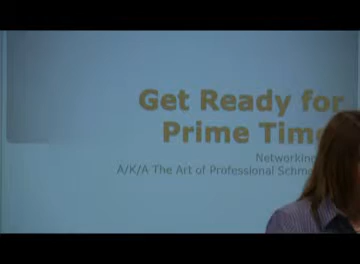 Get Ready for
Prime Time
Networking
A/K/A The Art of Professional